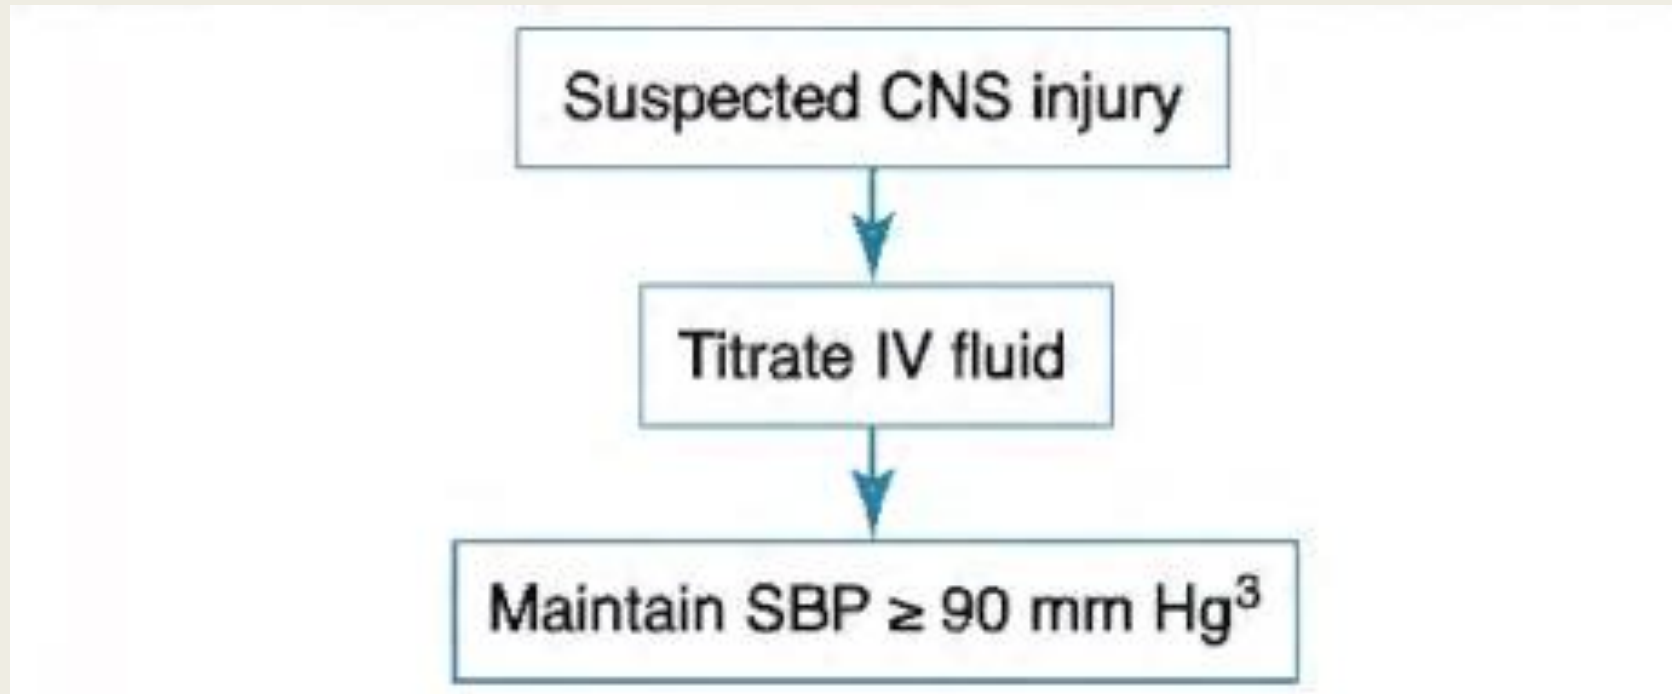 Suspected CNS injury
Titrate IV fluid
Maintain SBP ≥ 90 mm Hg³